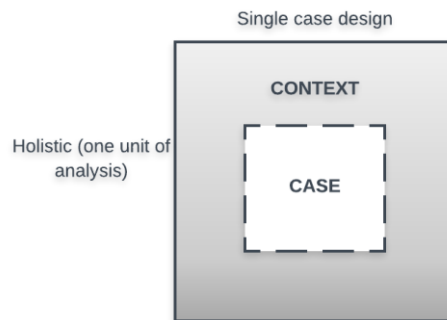 Single case design
CONTEXT
Holistic (one unit of
analysis)
CASE